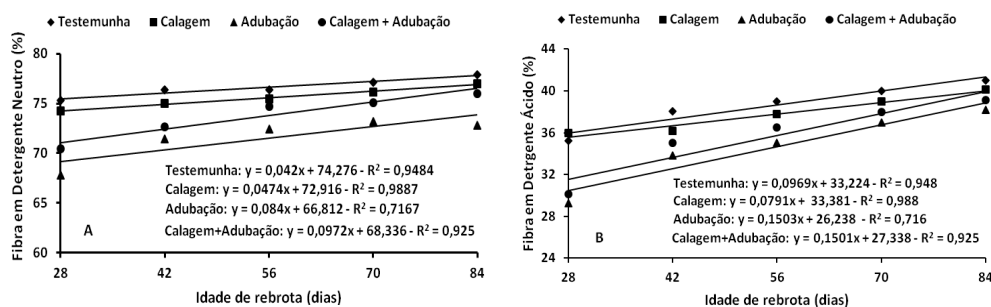 Testemunha Calagem Adubação Calagem + Adubação
Fibra em Detergente Neutro (%)
80
75
70
65
60
Testemunha: y = 0,042x + 74,276 - R² = 0,9484
Calagem: y = 0,0474x + 72,916 - R² = 0,9887
Adubação: y = 0,084x + 66,812 - R² = 0,7167
Calagem+Adubação: y = 0,0972x + 68,336 - R² = 0,925
A
28 42 56 70 84
Idade de rebrota (dias)
Testemunha Calagem Adubação Calagem + Adubação
Fibra em Detrgente Ácido (%)
44
40
36
32
28
24
Testemunha: y = 0,0969x + 33,224 - R² = 0,948
Calagem: y = 0,0791x + 33,381 - R² = 0,988
Adubação: y = 0,1503x + 26,238 - R² = 0,716
Calagem+Adubação: y = 0,1501x + 27,338 - R² = 0,925
B
28 42 56 70 84
Idade de rebrota (dias)